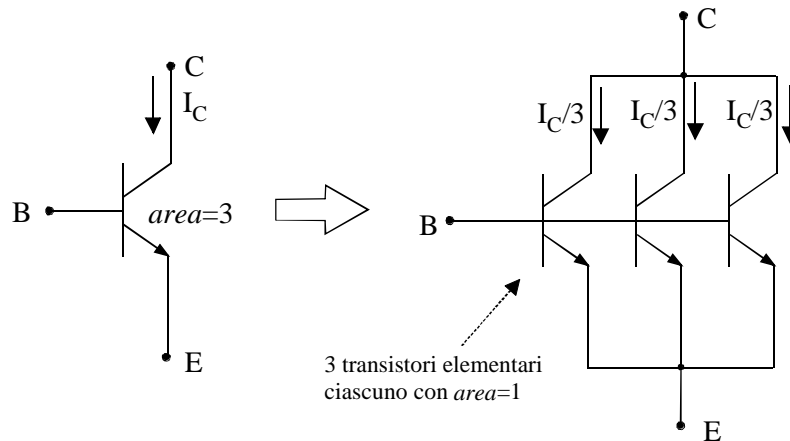 C
I_C
B
area=3
E
C
I_C/3
I_C/3
I_C/3
B
3 transistori elementari
ciascuno con area=1
E